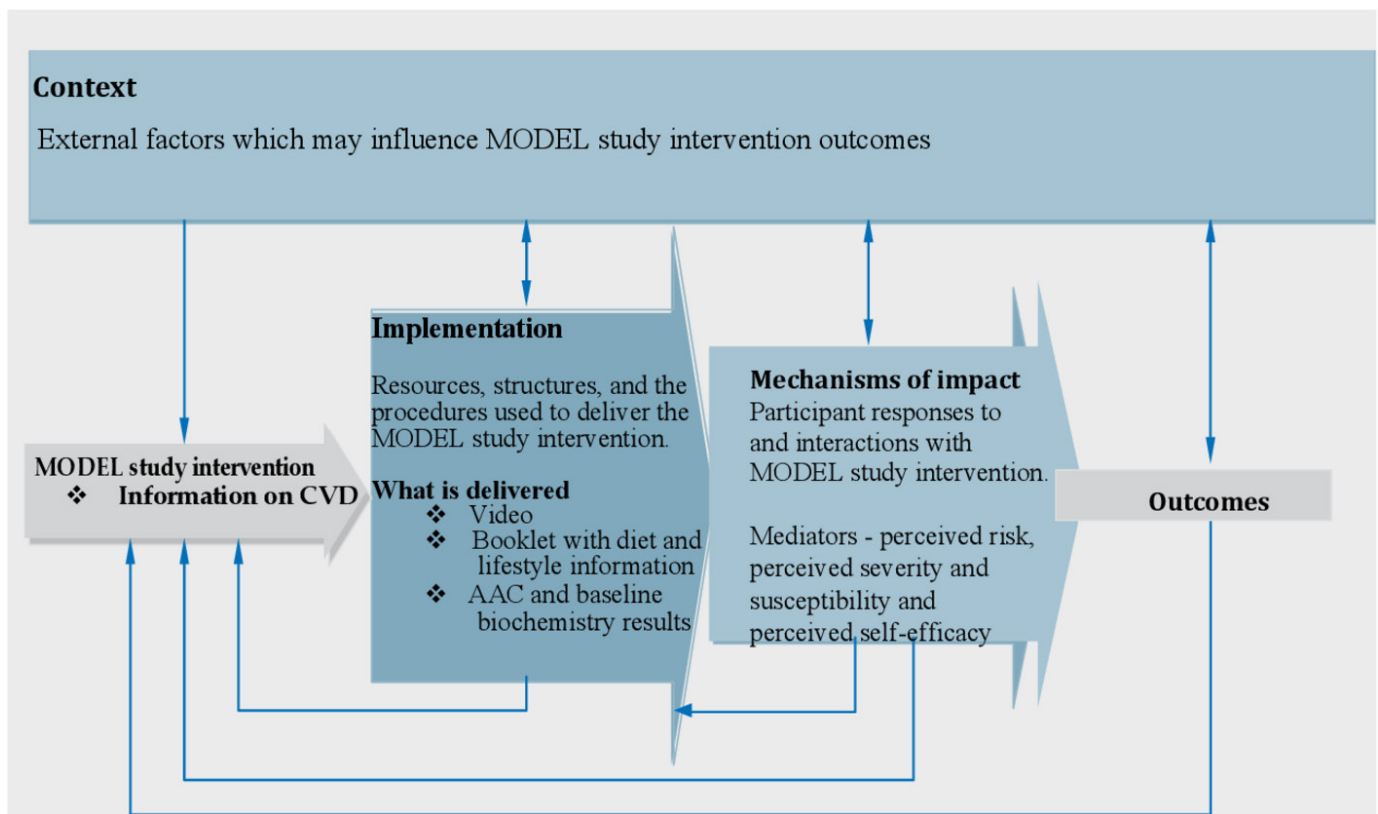 Context
External factors which may influence MODEL study intervention outcomes
MODEL study intervention
❖ Information on CVD
Implementation
Resources, structures, and the
procedures used to deliver the
MODEL study intervention.
What is delivered
❖ Video
❖ Booklet with diet and
lifestyle information
❖ AAC and baseline
biochemistry results
Mechanisms of impact
Participant responses to
and interactions with
MODEL study intervention.
Mediators - perceived risk,
perceived severity and
susceptibility and
perceived self-efficacy
Outcomes